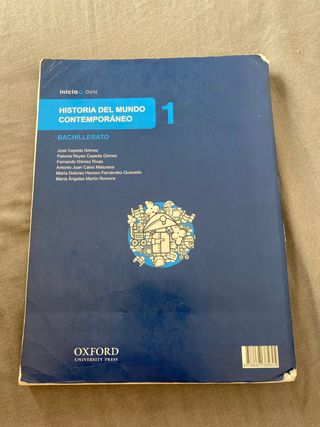 inicia DUAL
HISTORIA DEL MUNDO
CONTEMPORÁNEO
1
BACHILLERATO
José Cepeda Gómez
Paloma Reyes Cepeda Gómez
Fernando Gómez Rivas
Antonio Juan Calvo Maturana
María Dolores Herrero Fernández-Quesada
María Ángeles Martín Romera
OXFORD
UNIVERSITY PRESS